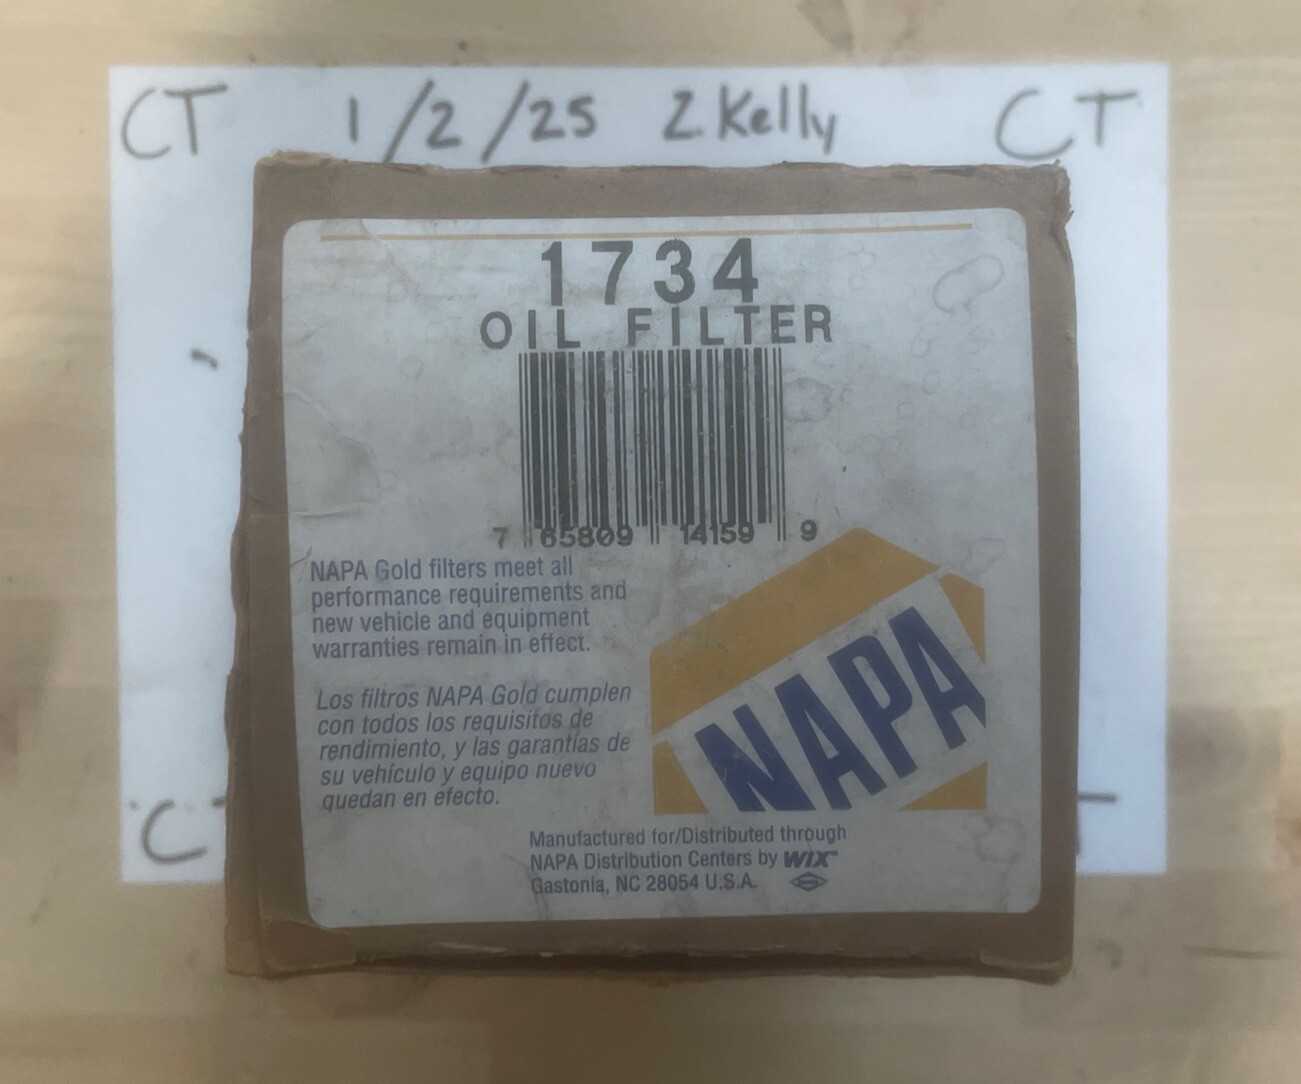 CT 1/2/25 Z Kelly CT
1734
OIL FILTER
7 65809 14159 9
NAPA Gold filters meet all
performance requirements and
new vehicle and equipment
warranties remain in effect.
Los filtros NAPA Gold cumplen
con todos los requisitos de
rendimiento, y las garantías de
su vehículo y equipo nuevo
quedan en efecto.
NAPA
Manufactured for/Distributed through
NAPA Distribution Centers by WIX™
Gastonia, NC 28054 U.S.A.